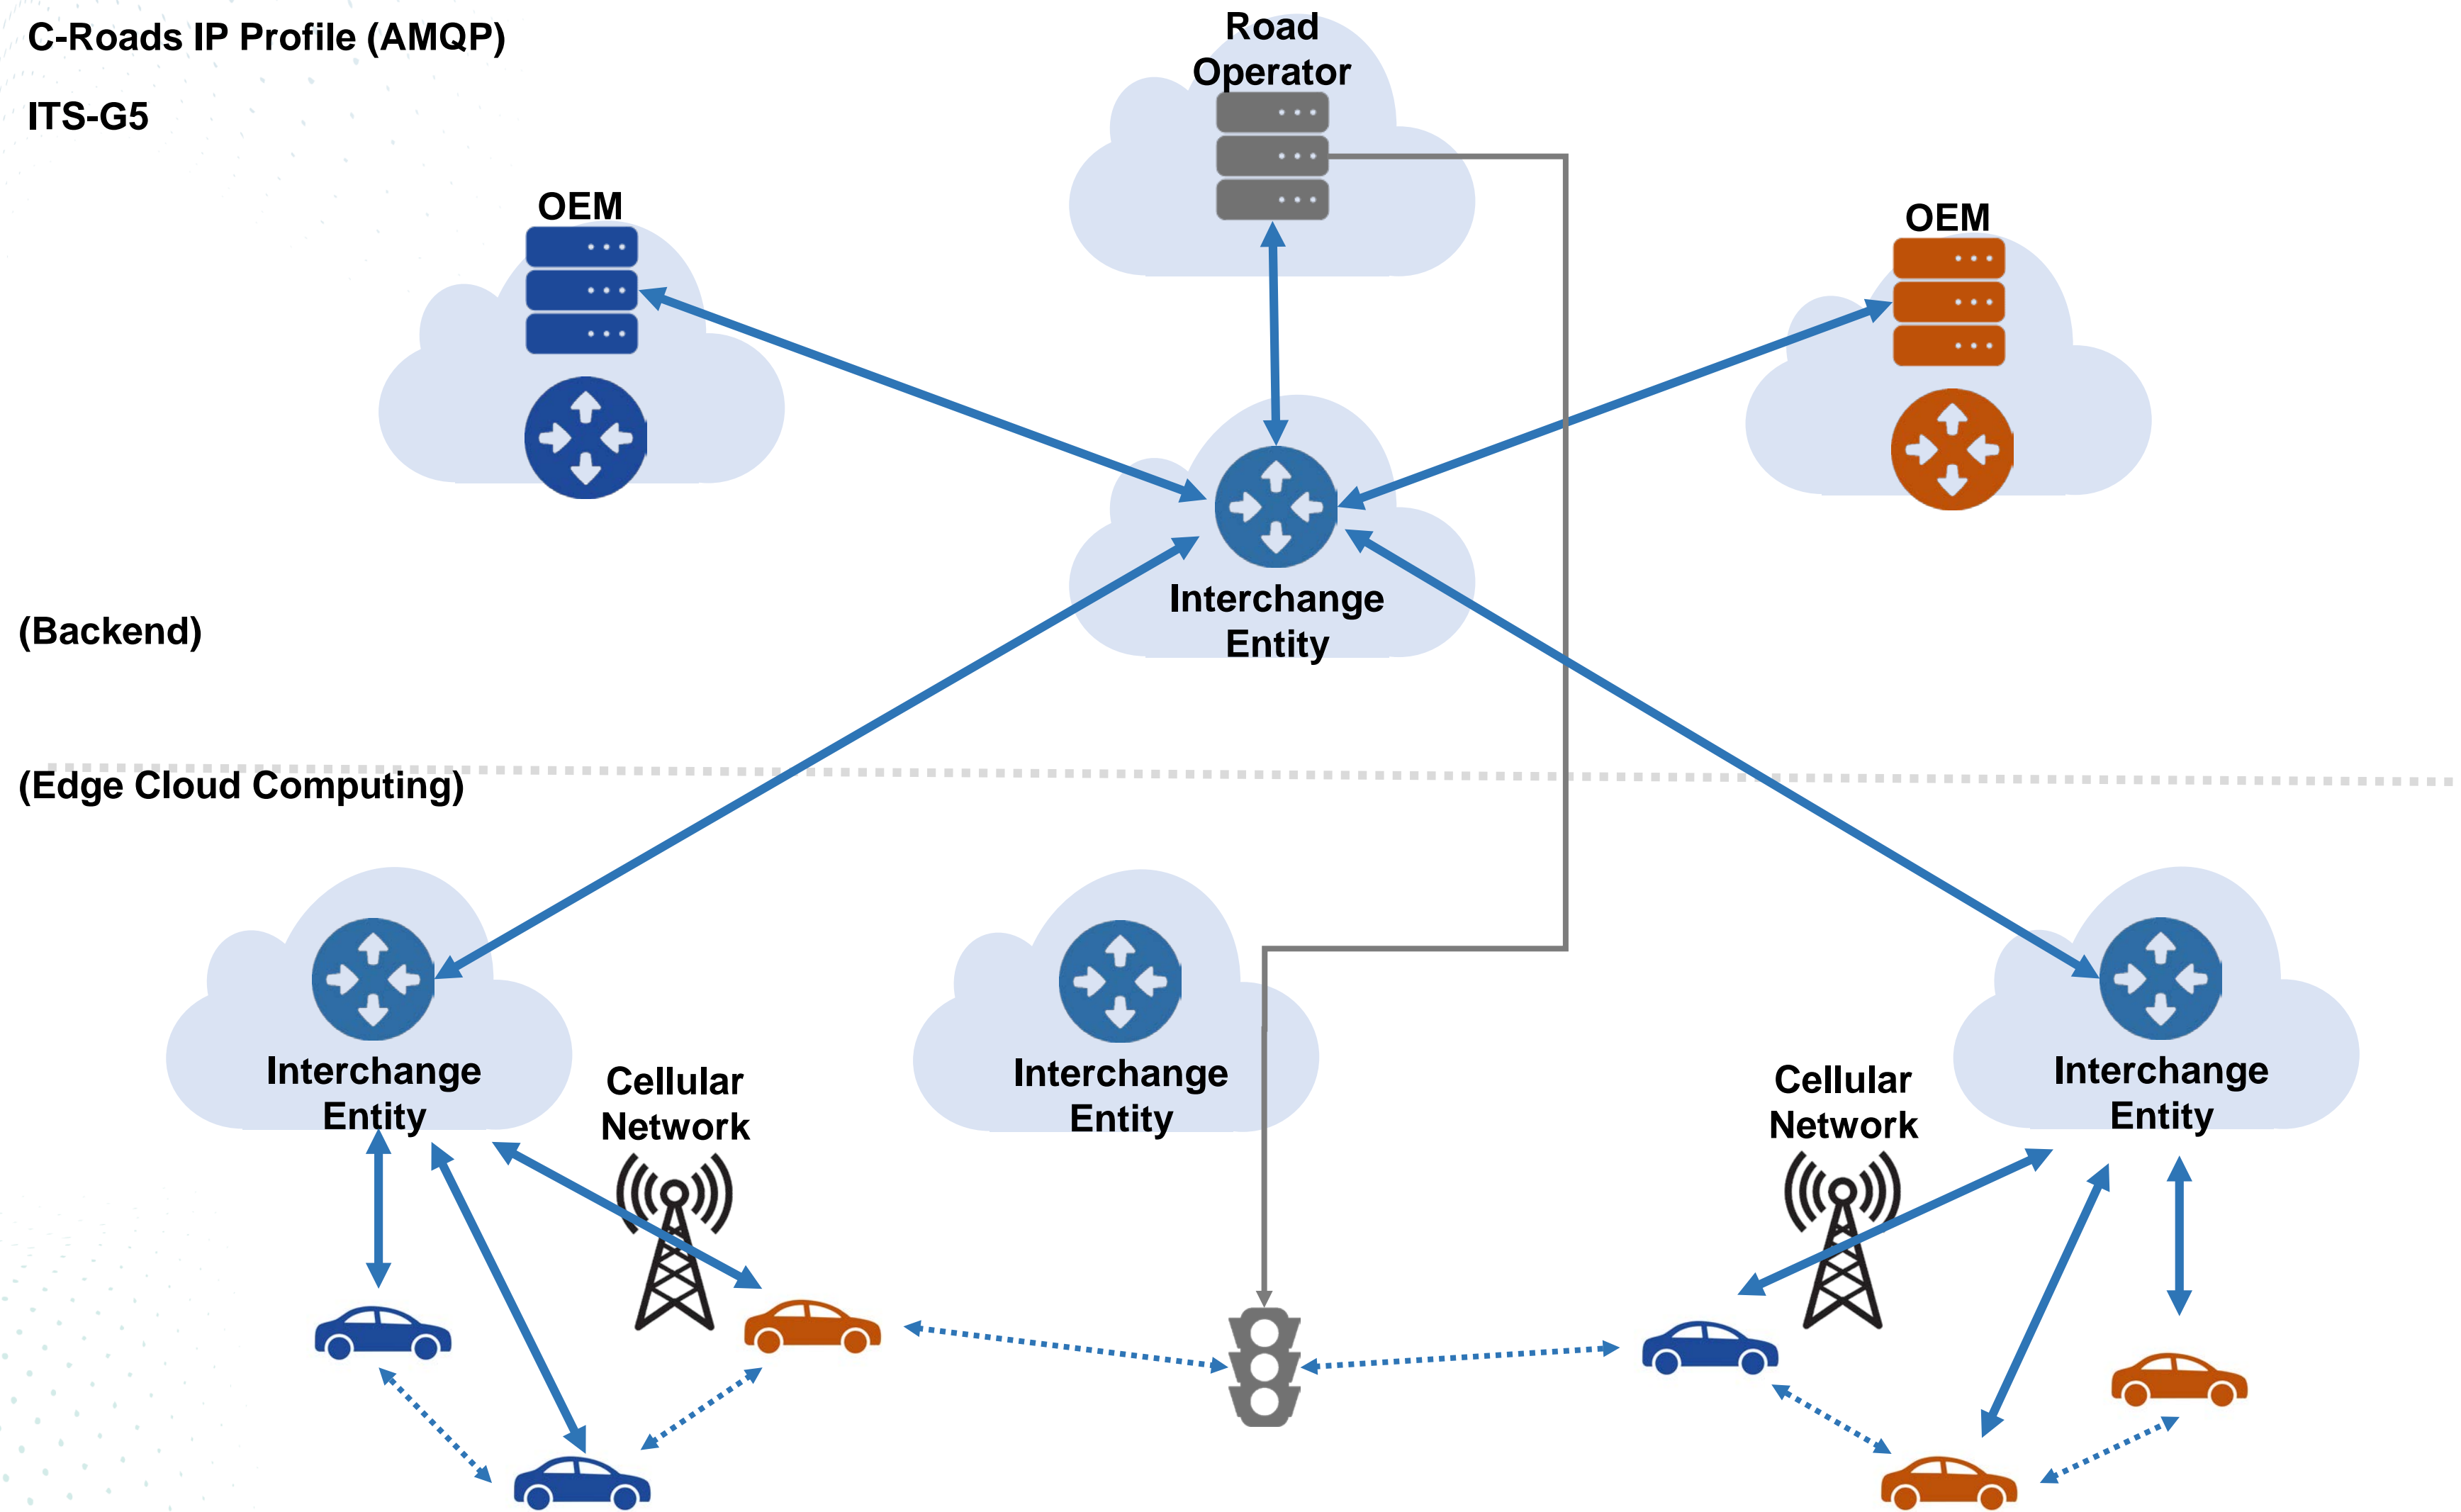 C-Roads IP Profile (AMQP)
ITS-G5
Road
Operator
OEM
OEM
Interchange
Entity
(Backend)
(Edge Cloud Computing)
Interchange
Entity
Cellular
Network
Interchange
Entity
Cellular
Network
Interchange
Entity